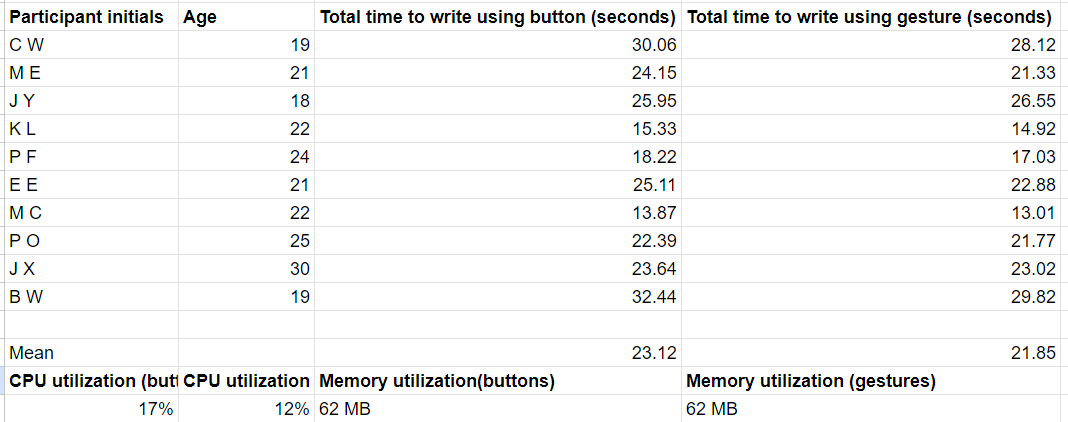 Participant initials Age Total time to write using button (seconds) Total time to write using gesture (seconds)
C W 19 30.06 28.12
M E 21 24.15 21.33
J Y 18 25.95 26.55
K L 22 15.33 14.92
P F 24 18.22 17.03
E E 21 25.11 22.88
M C 22 13.87 13.01
P O 25 22.39 21.77
J X 30 23.64 23.02
B W 19 32.44 29.82
Mean 23.12 21.85
CPU utilization (butt CPU utilization Memory utilization(buttons) Memory utilization (gestures)
17% 12% 62 MB 62 MB